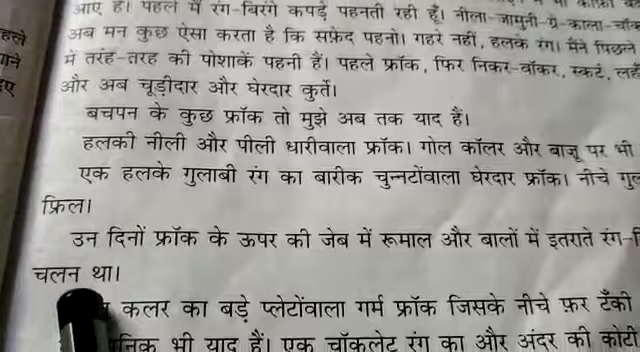 आए हैं। पहले मैं रंग-बिरंगे कपड़े पहनती रही हूँ। नीला-जामुनी-ग्रे-काला-चॉक
अब मन कुछ ऐसा करता है कि सफ़ेद पहनो। गहरे नहीं, हलके रंग। मैंने पिछले
में तरह-तरह की पोशाकें पहनी हैं। पहले फ्रॉक, फिर निकर-वॉकर, स्कर्ट, लह
और अब चूड़ीदार और घेरदार कुर्ते।
बचपन के कुछ फ्रॉक तो मुझे अब तक याद हैं।
हलकी नीली और पीली धारीवाला फ्रॉक। गोल कॉलर और बाजू पर भी
एक हलके गुलाबी रंग का बारीक चुन्नटोंवाला घेरदार फ्रॉक। नीचे गुल
फ्रिल।
उन दिनों फ्रॉक के ऊपर की जेब में रूमाल और बालों में इतराते रंग-
चलन था।
कलर का बड़े प्लेटोंवाला गर्म फ्रॉक जिसके नीचे फ़र टँकी
भी याद हैं। एक चॉकलेट रंग का और अंदर की कोटी